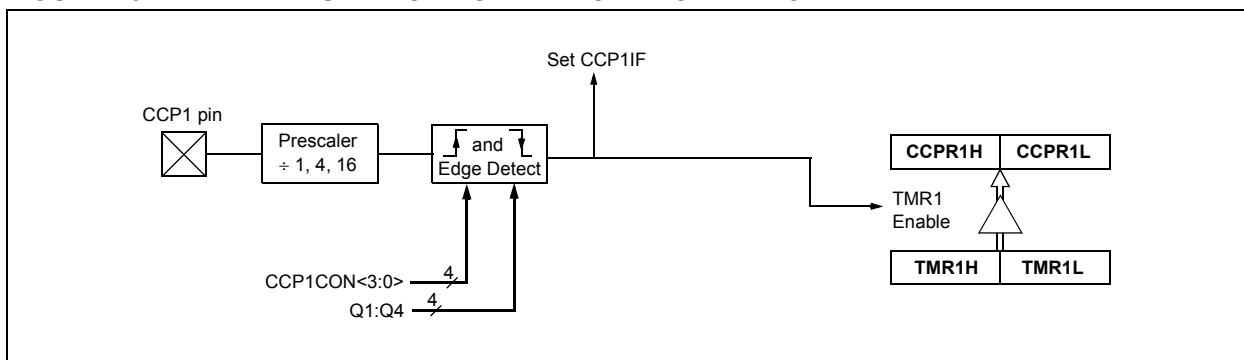 Set CCP1IF
CCP1 pin
Prescaler
÷ 1, 4, 16
and
Edge Detect
CCPR1H CCPR1L
TMR1
Enable
TMR1H TMR1L
CCP1CON<3:0> 4
Q1:Q4 4